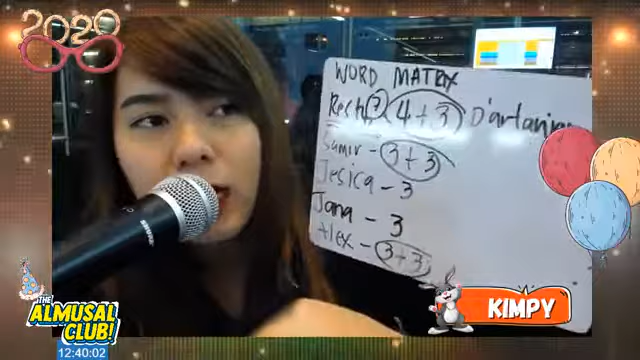 2020
WORD MATRIX
4 + 3 D'artanian
Samir - 3 + 3
Jesica - 3
Jana - 3
Alex - 3 + 3
THE
ALMUSAL
CLUB!
12:40:02
KIMPY